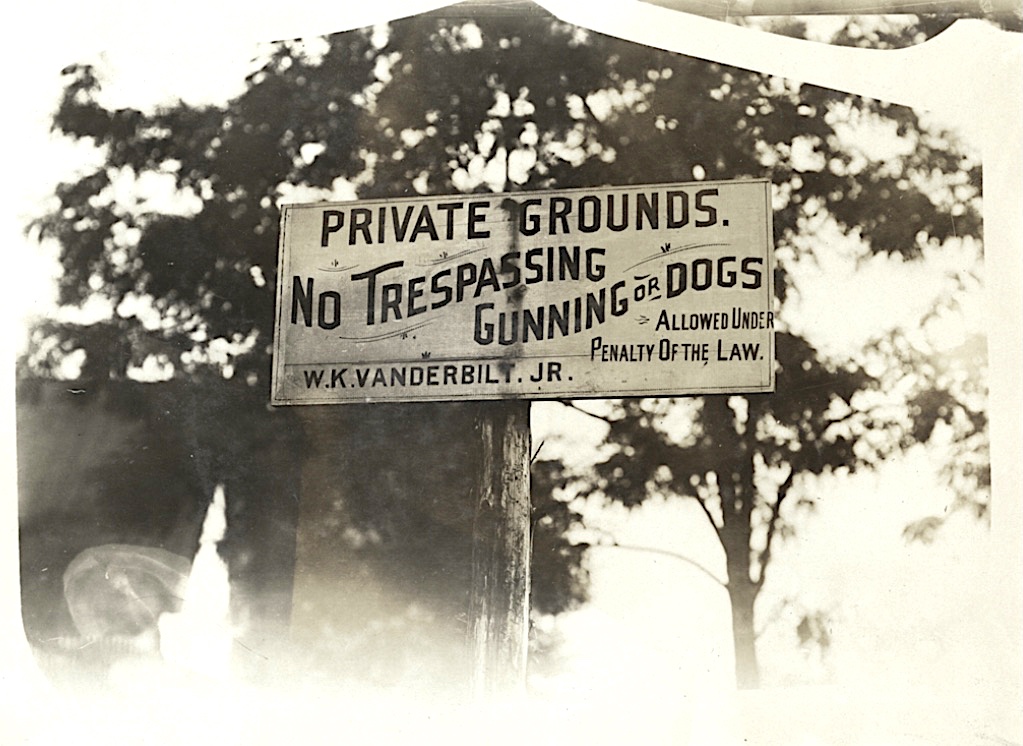 PRIVATE GROUNDS.
NO TRESPASSING
GUNNING OR DOGS
ALLOWED UNDER
PENALTY OF THE LAW.
W.K.VANDERBILT. JR.